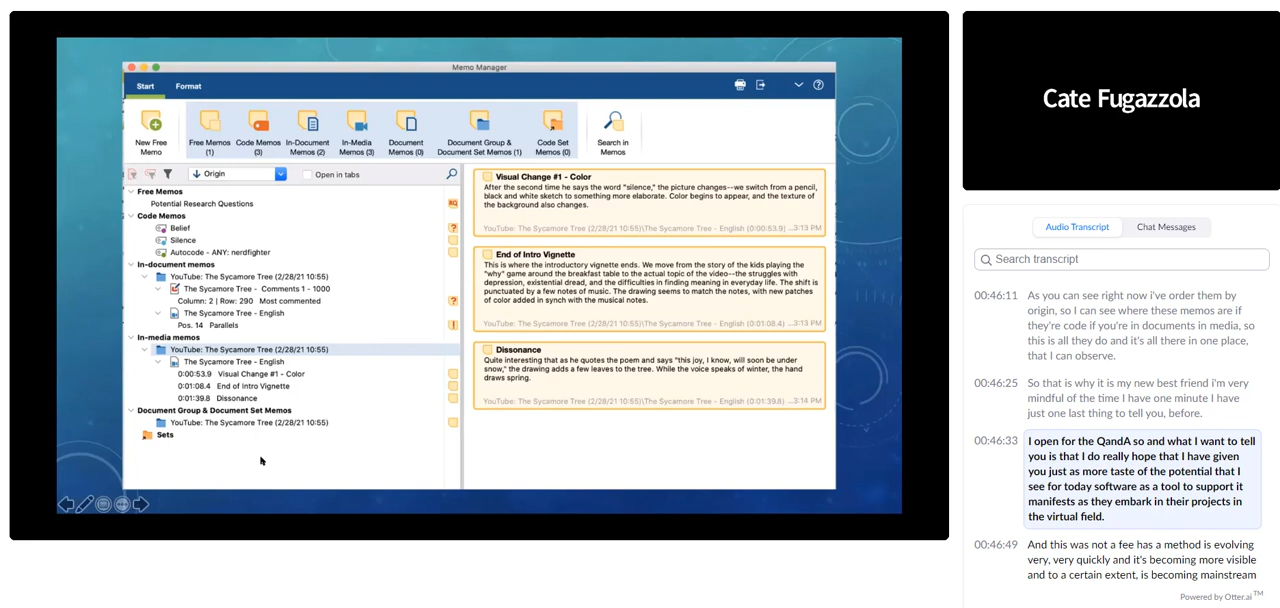 Memo Manager
Start Format
New Free Memo
Free Memos (1)
Code Memos (3)
In-Document Memos (2)
In-Media Memos (3)
Document Memos (0)
Document Group & Document Set Memos (1)
Code Set Memos (0)
Search in Memos
Origin
Open in tabs
Free Memos
Potential Research Questions
RQ
Code Memos
Belief
?
Silence
Autocode - ANY: nerdfighter
In-document memos
YouTube: The Sycamore Tree (2/28/21 10:55)
The Sycamore Tree - Comments 1 - 1000
Column: 2 | Row: 290 Most commented
?
The Sycamore Tree - English
Pos. 14 Parallels
!
In-media memos
YouTube: The Sycamore Tree (2/28/21 10:55)
The Sycamore Tree - English
0:00:53.9 Visual Change #1 - Color
0:01:08.4 End of Intro Vignette
0:01:39.8 Dissonance
Document Group & Document Set Memos
YouTube: The Sycamore Tree (2/28/21 10:55)
Sets
Visual Change #1 - Color
After the second time he says the word "silence," the picture changes--we switch from a pencil,
black and white sketch to something more elaborate. Color begins to appear, and the texture of
the background also changes.
YouTube: The Sycamore Tree (2/28/21 10:55)\The Sycamore Tree - English (0:00:53.9) ...3:13 PM
End of Intro Vignette
This is where the introductory vignette ends. We move from the story of the kids playing the
"why" game around the breakfast table to the actual topic of the video--the struggles with
depression, existential dread, and the difficulties in finding meaning in everyday life. The shift is
punctuated by a few notes of music. The drawing seems to match the notes, with new patches
of color added in synch with the musical notes.
YouTube: The Sycamore Tree (2/28/21 10:55)\The Sycamore Tree - English (0:01:08.4) ...3:13 PM
Dissonance
Quite interesting that as he quotes the poem and says "this joy, I know, will soon be under
snow," the drawing adds a few leaves to the tree. While the voice speaks of winter, the hand
draws spring.
YouTube: The Sycamore Tree (2/28/21 10:55)\The Sycamore Tree - English (0:01:39.8) ...3:14 PM
Cate Fugazzola
Audio Transcript Chat Messages
Search transcript
00:46:11 As you can see right now i've order them by
origin, so I can see where these memos are if
they're code if you're in documents in media, so
this is all they do and it's all there in one place,
that I can observe.
00:46:25 So that is why it is my new best friend i'm very
mindful of the time I have one minute I have
just one last thing to tell you, before.
00:46:33 I open for the QandA so and what I want to tell
you is that I do really hope that I have given
you just as more taste of the potential that I
see for today software as a tool to support it
manifests as they embark in their projects in
the virtual field.
00:46:49 And this was not a fee has a method is evolving
very, very quickly and it's becoming more visible
and to a certain extent, is becoming mainstream
Powered by Otter.ai TM